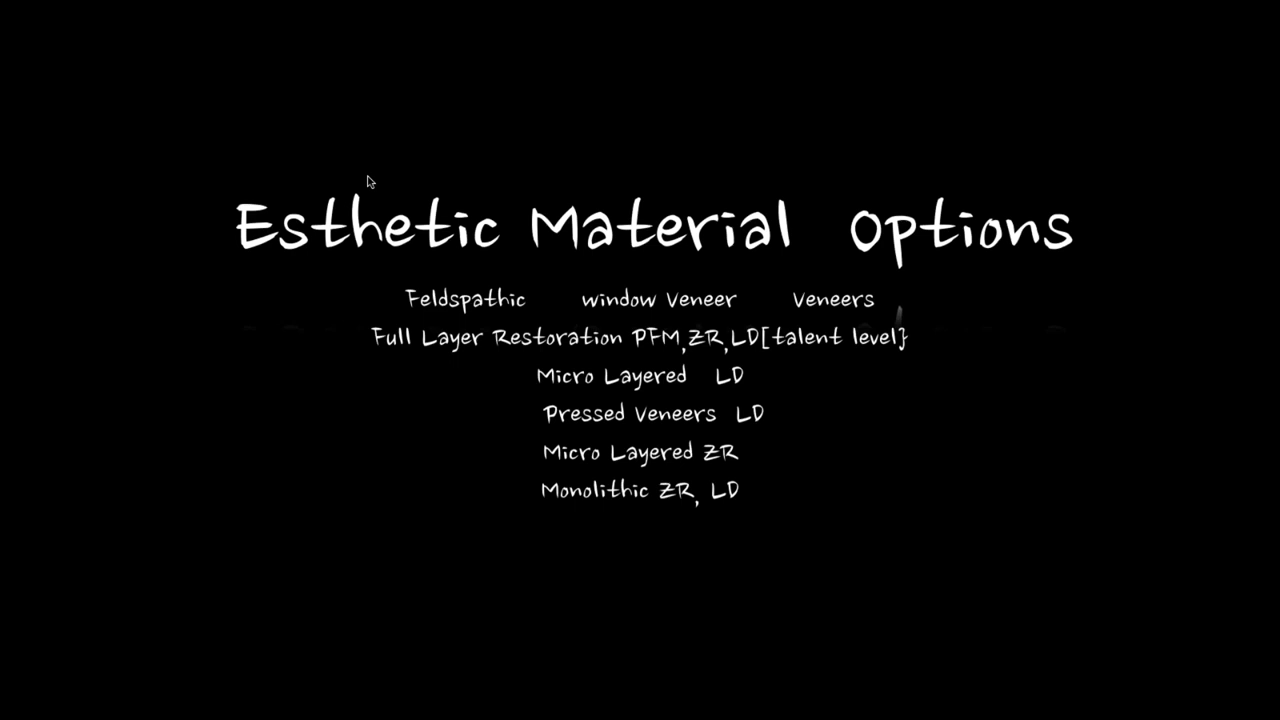 Esthetic Material Options
Feldspathic window Veneer Veneers
Full Layer Restoration PFM,ZR,LD[talent level}
Micro Layered LD
Pressed Veneers LD
Micro Layered ZR
Monolithic ZR, LD